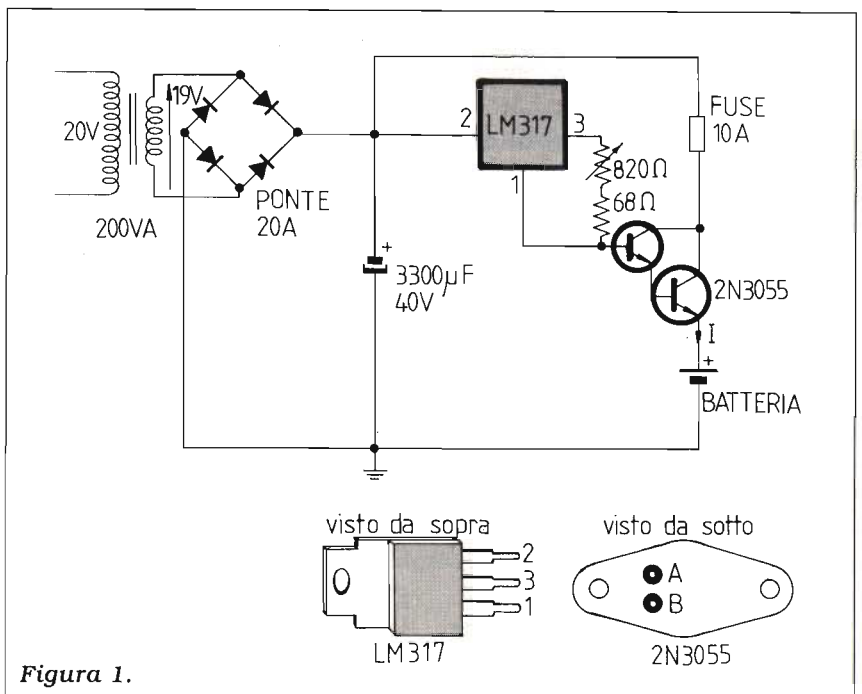 20V
19V
200VA
PONTE
20A
3300μF
40V
+
2
LM317
3
1
820Ω
68Ω
FUSE
10A
2N3055
I
+
BATTERIA
visto da sopra
2
3
1
LM317
visto da sotto
A
B
2N3055
Figura 1.